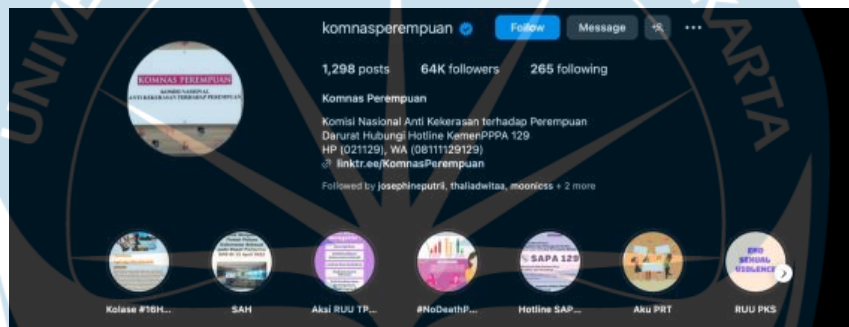 komnasperempuan
Follow
Message
1,298 posts
64K followers
265 following
KOMNAS PEREMPUAN
KOMISI NASIONAL
ANTI KEKERASAN TERHADAP PEREMPUAN
Komnas Perempuan
Komisi Nasional Anti Kekerasan terhadap Perempuan
Darurat Hubungi Hotline KemenPPPA 129
HP (021129), WA (08111129129)
linktr.ee/KomnasPerempuan
Followed by josephineputrii, thaliadwitaa, moonicss + 2 more
SAPA 129
END
SEXUAL
VIOLENCE
Kolase #16H...
SAH
Aksi RUU TP...
#NoDeathP...
Hotline SAP...
Aku PRT
RUU PKS